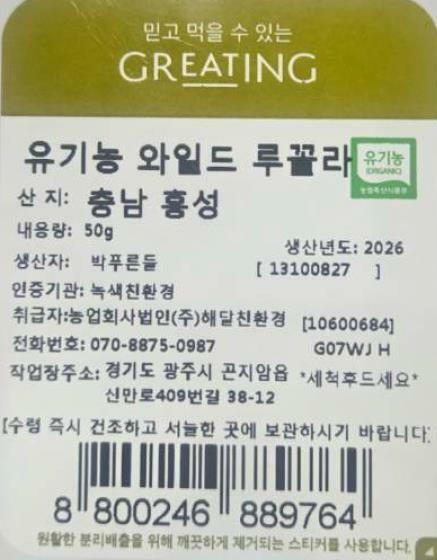 믿고 먹을 수 있는
GREATING
유기농 와일드 루꼴라
유기농
(ORGANIC)
농림축산식품부
산 지: 충남 홍성
내용량: 50g
생산년도: 2026
생산자: 박푸른들
[ 13100827 ]
인증기관: 녹색친환경
취급자:농업회사법인(주)해달친환경 [10600684]
전화번호: 070-8875-0987
G07WJ H
작업장주소: 경기도 광주시 곤지암읍
신만로409번길 38-12
*세척후드세요*
[수령 즉시 건조하고 서늘한 곳에 보관하시기 바랍니다]
8 800246 889764
원활한 분리배출을 위해 깨끗하게 제거되는 스티커를 사용합니다.